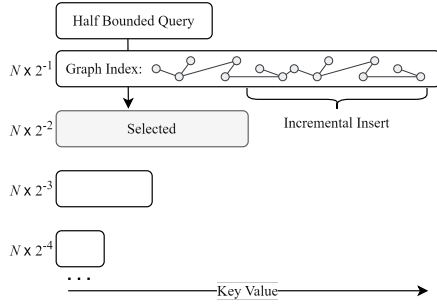 Half Bounded Query
N x 2-1
Graph Index:
N x 2-2
Selected
Incremental Insert
N x 2-3
N x 2-4
...
Key Value